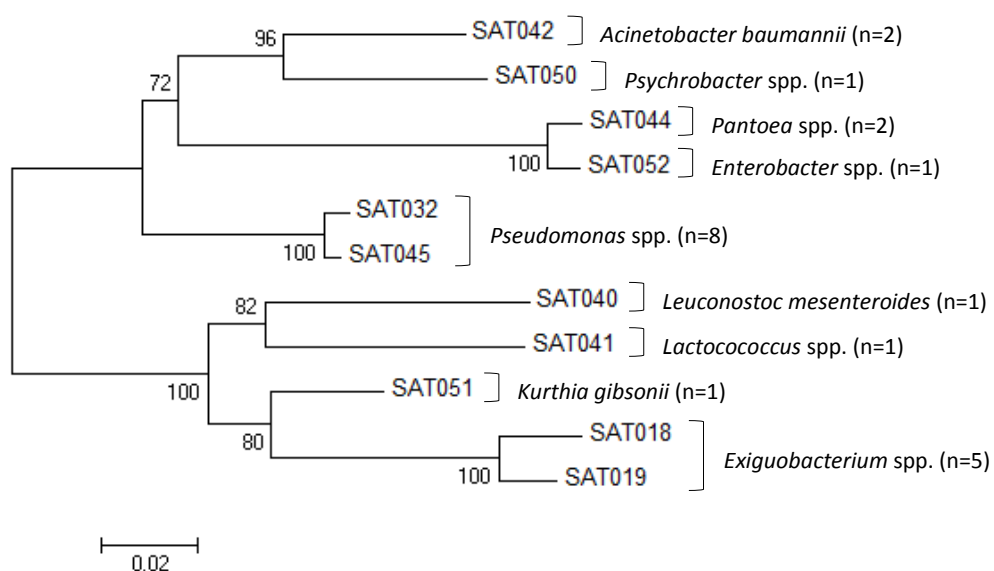 SAT042 Acinetobacter baumannii (n=2)
96
SAT050 Psychrobacter spp. (n=1)
72
SAT044 Pantoea spp. (n=2)
100 SAT052 Enterobacter spp. (n=1)
SAT032
Pseudomonas spp. (n=8)
100 SAT045
SAT040 Leuconostoc mesenteroides (n=1)
82
SAT041 Lactocococcus spp. (n=1)
100 SAT051 Kurthia gibsonii (n=1)
80
SAT018
Exiguobacterium spp. (n=5)
100 SAT019
0.02